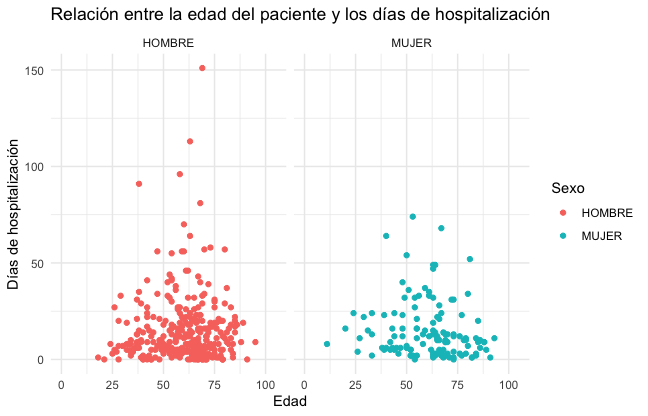 Relación entre la edad del paciente y los días de hospitalización
HOMBRE
MUJER
150
100
50
0
Días de hospitalización
0 25 50 75 100
0 25 50 75 100
Edad
Sexo
HOMBRE
MUJER